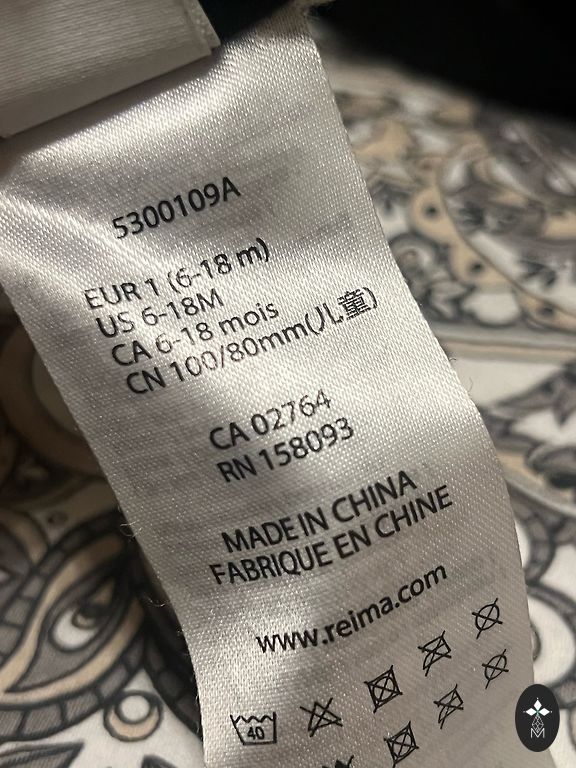 5300109A
EUR 1 (6-18 m)
US 6-18M
CA 6-18 mois
CN 100/80mm(儿童)
CA 02764
RN 158093
MADE IN CHINA
FABRIQUE EN CHINE
www.reima.com
40
M